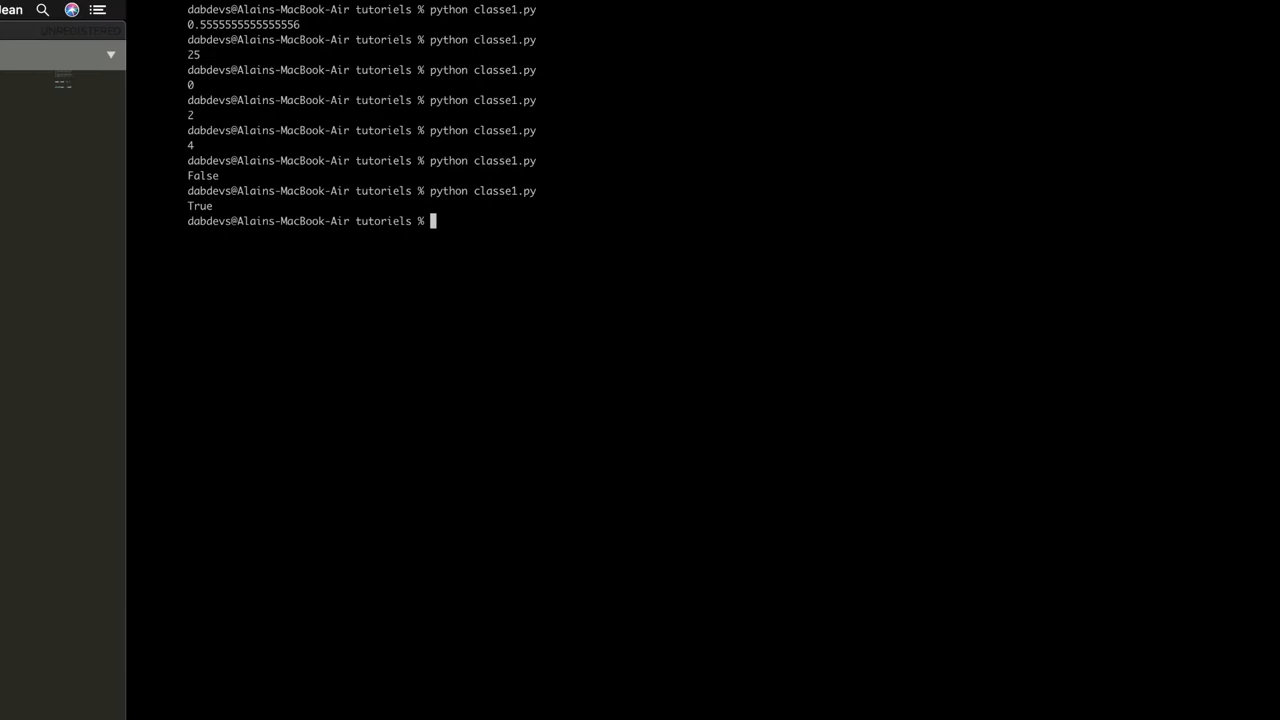 lean
UNREGISTERED
dabdevs@Alains-MacBook-Air tutoriels % python classe1.py
0.5555555555555556
dabdevs@Alains-MacBook-Air tutoriels % python classe1.py
25
dabdevs@Alains-MacBook-Air tutoriels % python classe1.py
0
dabdevs@Alains-MacBook-Air tutoriels % python classe1.py
2
dabdevs@Alains-MacBook-Air tutoriels % python classe1.py
4
dabdevs@Alains-MacBook-Air tutoriels % python classe1.py
False
dabdevs@Alains-MacBook-Air tutoriels % python classe1.py
True
dabdevs@Alains-MacBook-Air tutoriels %